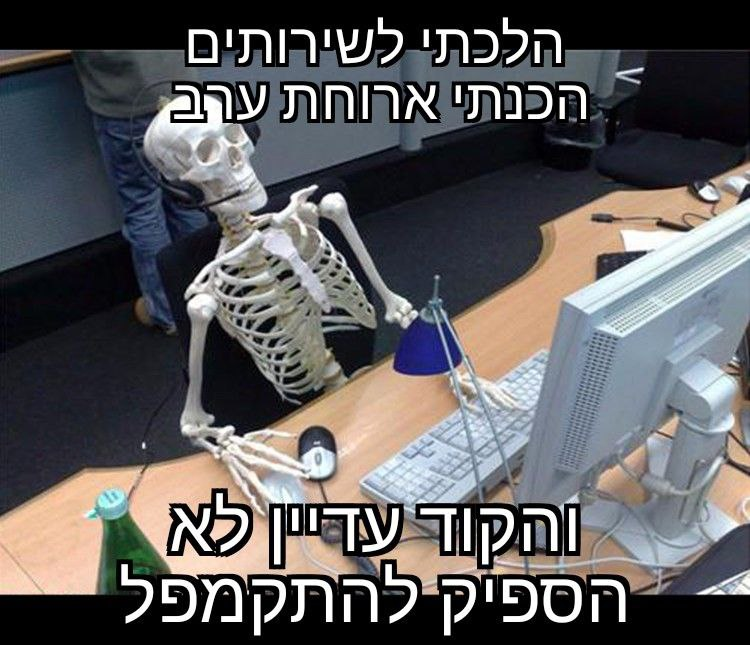 הלכתי לשירותים
הכנתי ארוחת ערב
והקוד עדיין לא
הספיק להתקמפל